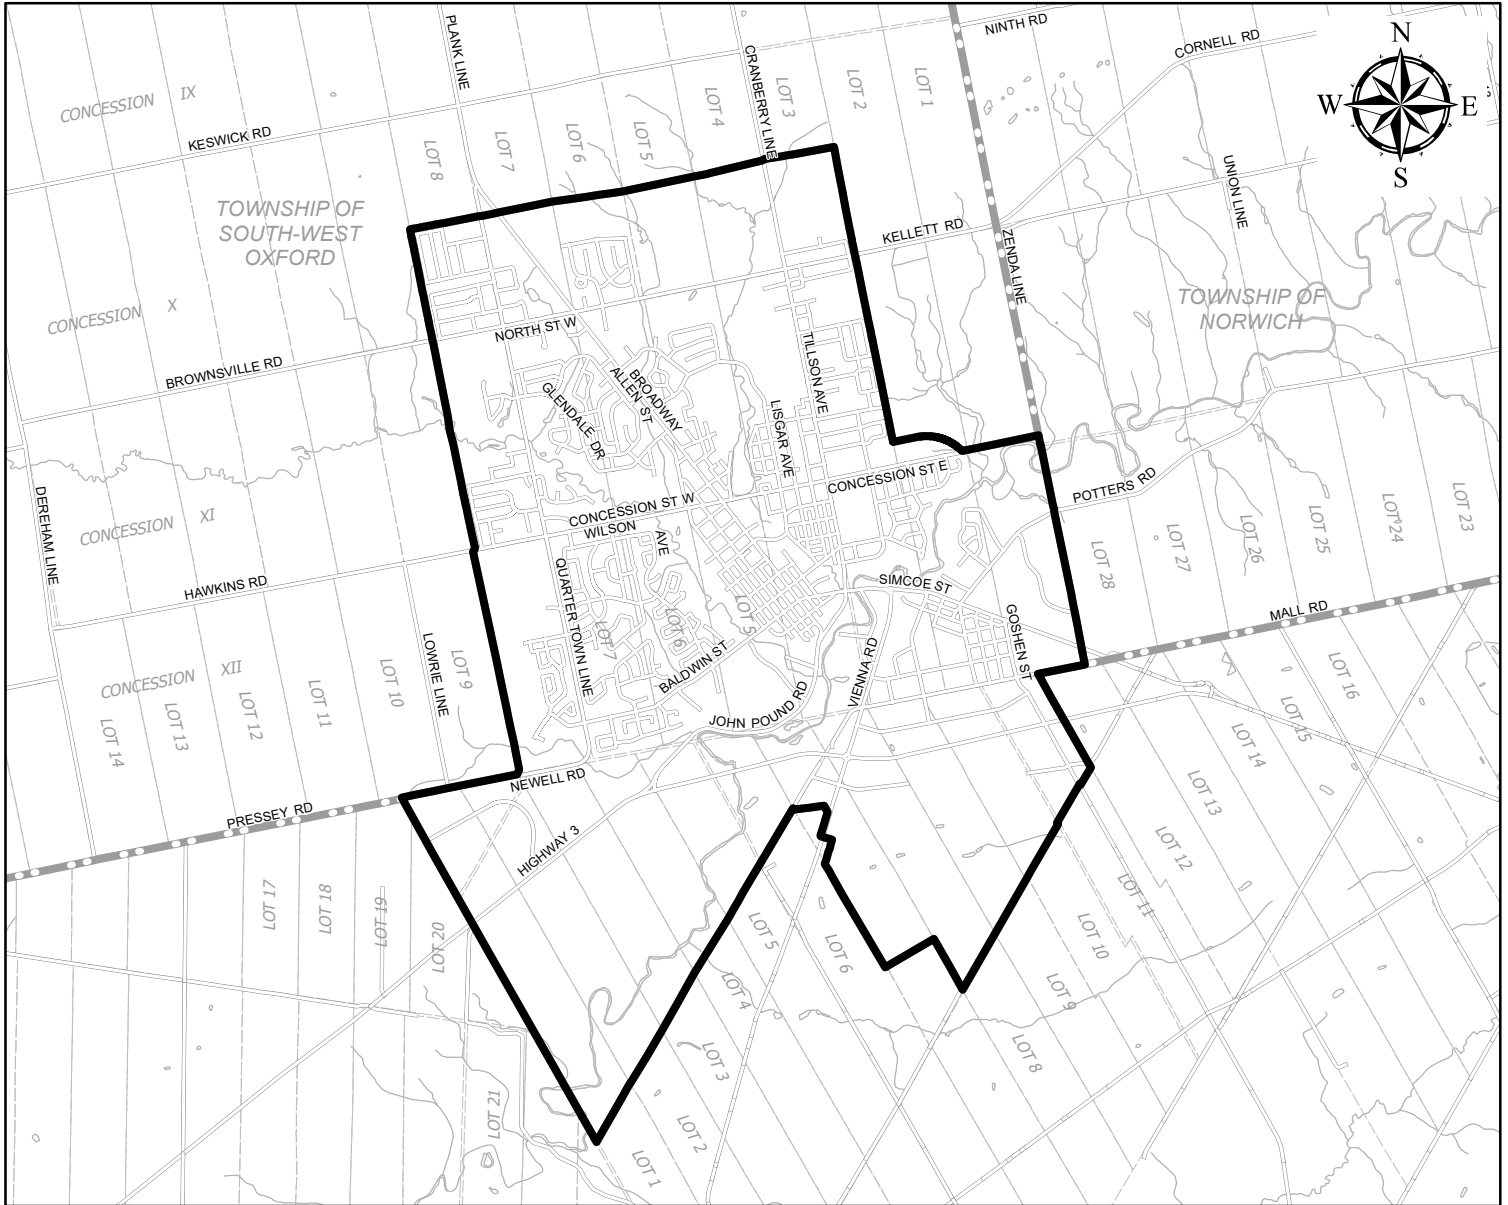 NINTH RD
CORNELL RD
N
W
E
S
PLANK LINE
CRANBERRY LINE
CONCESSION IX
KESWICK RD
LOT 8
LOT 7
LOT 6
LOT 5
LOT 4
LOT 3
LOT 2
LOT 1
UNION LINE
TOWNSHIP OF
SOUTH-WEST
OXFORD
KELLETT RD
ZENDA LINE
TOWNSHIP OF
NORWICH
CONCESSION X
NORTH ST W
BROWNSVILLE RD
TILLSON AVE
BROADWAY
ALLEN ST
GLENDALE DR
LISGAR AVE
CONCESSION ST E
POTTERS RD
DEREHAM LINE
CONCESSION XI
CONCESSION ST W
WILSON
AVE
LOT 28
LOT 27
LOT 26
LOT 25
LOT 24
LOT 23
HAWKINS RD
QUARTER TOWN LINE
SIMCOE ST
GOSHEN ST
MALL RD
LOT 7
LOT 6
LOT 5
BALDWIN ST
VIENNA RD
JOHN POUND RD
CONCESSION XII
LOWRIE LINE
LOT 14
LOT 13
LOT 12
LOT 11
LOT 10
LOT 9
NEWELL RD
PRESSEY RD
HIGHWAY 3
LOT 16
LOT 15
LOT 14
LOT 13
LOT 12
LOT 11
LOT 10
LOT 9
LOT 8
LOT 17
LOT 18
LOT 19
LOT 20
LOT 21
LOT 6
LOT 5
LOT 4
LOT 3
LOT 2
LOT 1